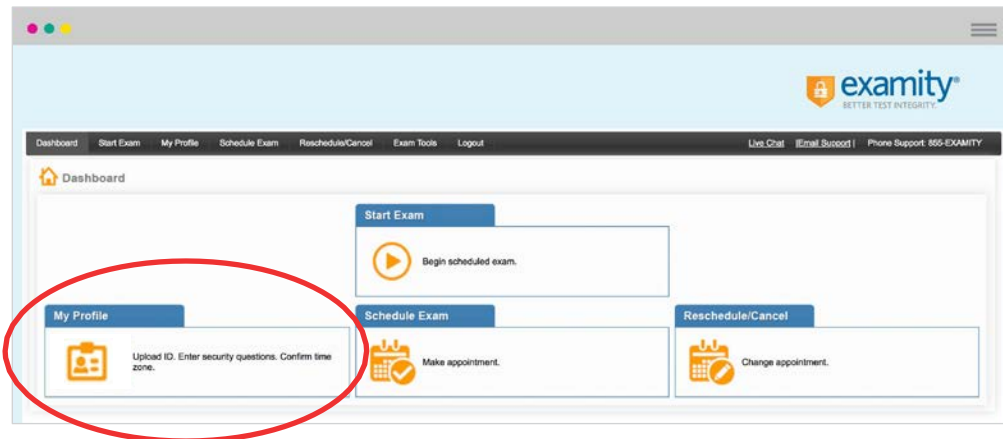 examity®
BETTER TEST INTEGRITY.
Dashboard Start Exam My Profile Schedule Exam Reschedule/Cancel Exam Tools Logout Live Chat |Email Support| Phone Support: 855-EXAMITY
Dashboard
Start Exam
Begin scheduled exam.
My Profile
Upload ID. Enter security questions. Confirm time
zone.
Schedule Exam
Make appointment.
Reschedule/Cancel
Change appointment.